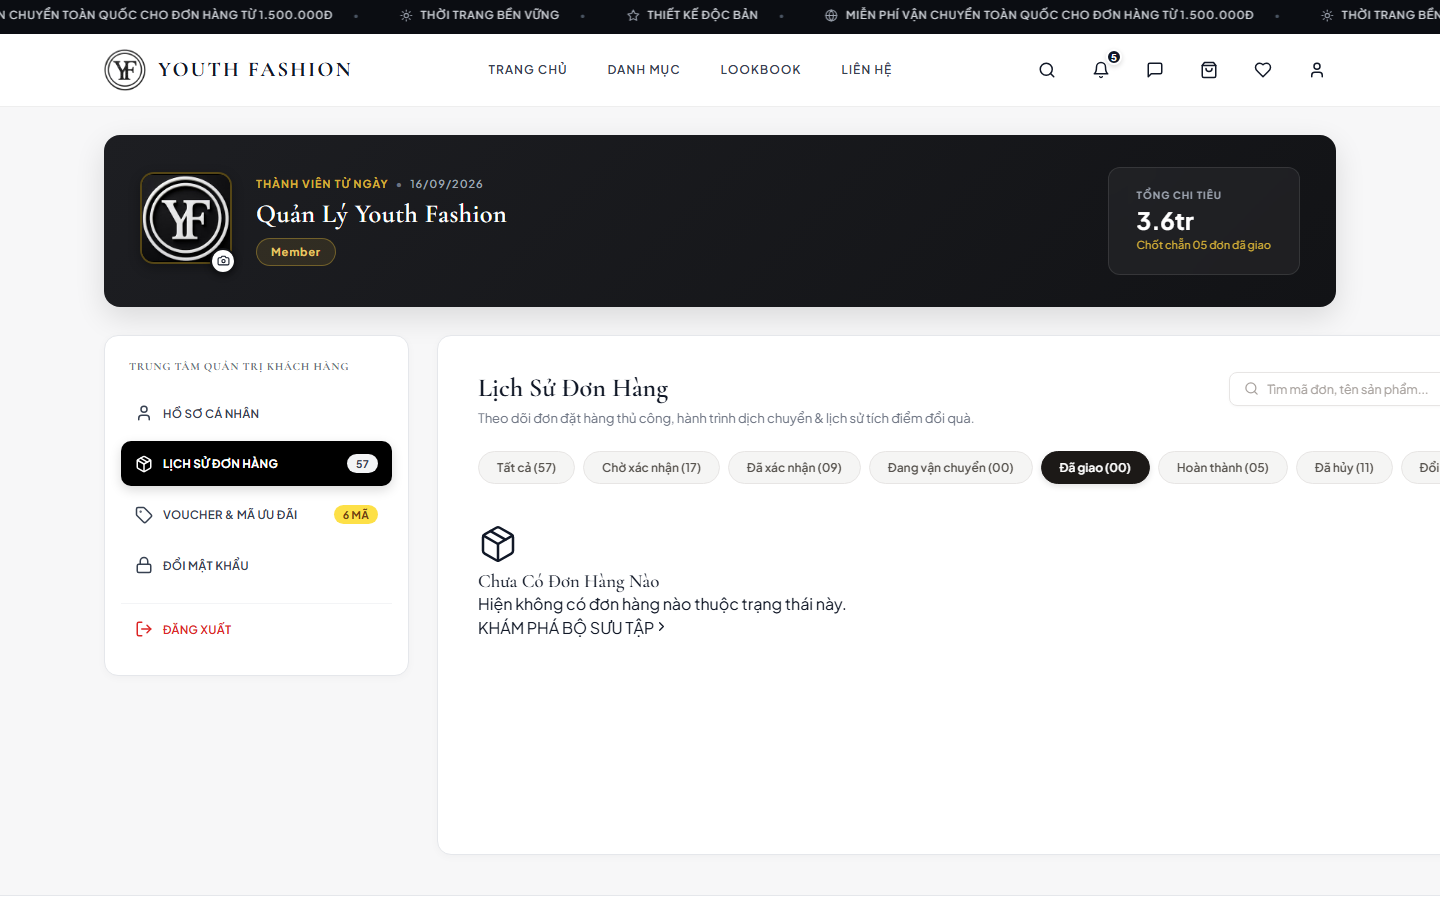 N CHUYỂN TOÀN QUỐC CHO ĐƠN HÀNG TỪ 1.500.000Đ • THỜI TRANG BỀN VỮNG • THIẾT KẾ ĐỘC BẢN • MIỄN PHÍ VẬN CHUYỂN TOÀN QUỐC CHO ĐƠN HÀNG TỪ 1.500.000Đ • THỜI TRANG BỀN
YF YOUTH FASHION
TRANG CHỦ DANH MỤC LOOKBOOK LIÊN HỆ
5
YF
THÀNH VIÊN TỪ NGÀY • 16/09/2026
Quản Lý Youth Fashion
Member
TỔNG CHI TIÊU
3.6tr
Chốt chẵn 05 đơn đã giao
TRUNG TÂM QUẢN TRỊ KHÁCH HÀNG
HỒ SƠ CÁ NHÂN
LỊCH SỬ ĐƠN HÀNG 57
VOUCHER & MÃ ƯU ĐÃI 6 MÃ
ĐỔI MẬT KHẨU
ĐĂNG XUẤT
Lịch Sử Đơn Hàng
Tìm mã đơn, tên sản phẩm...
Theo dõi đơn đặt hàng thủ công, hành trình dịch chuyển & lịch sử tích điểm đổi quà.
Tất cả (57) Chờ xác nhận (17) Đã xác nhận (09) Đang vận chuyển (00) Đã giao (00) Hoàn thành (05) Đã hủy (11) Đổi
Chưa Có Đơn Hàng Nào
Hiện không có đơn hàng nào thuộc trạng thái này.
KHÁM PHÁ BỘ SƯU TẬP